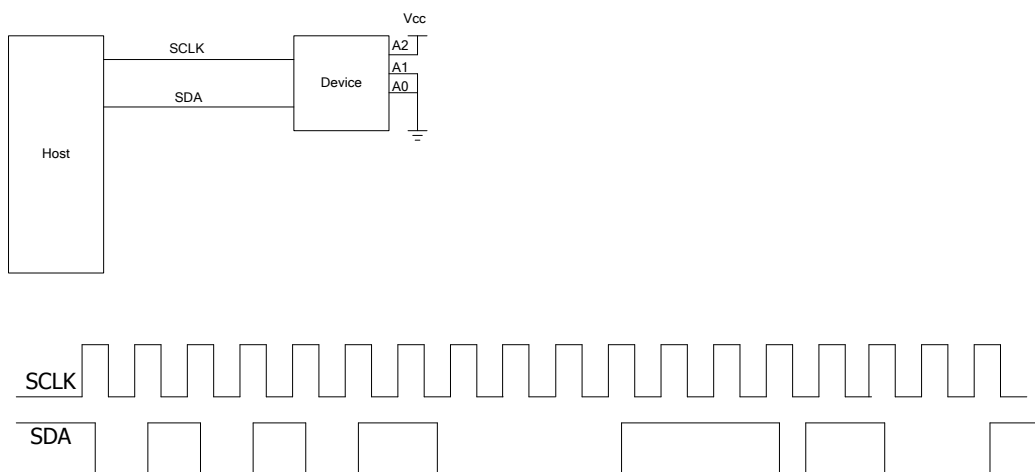 Vcc
SCLK
A2
A1
Device
A0
SDA
Host
SCLK
SDA